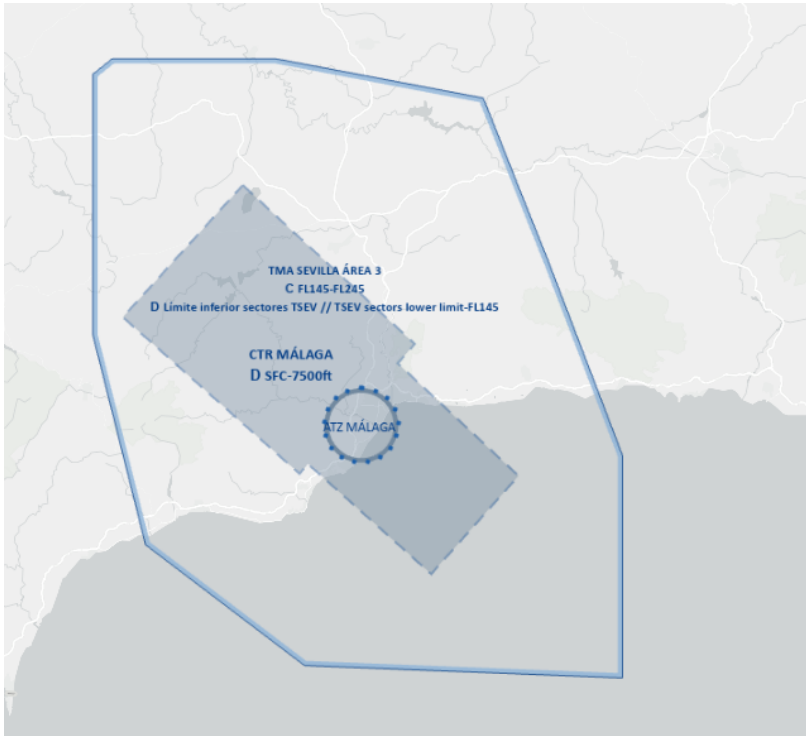 TMA SEVILLA ÁREA 3
C FL145-FL245
D Límite inferior sectores TSEV // TSEV sectors lower limit-FL145
CTR MÁLAGA
D SFC-7500ft
ATZ MÁLAGA